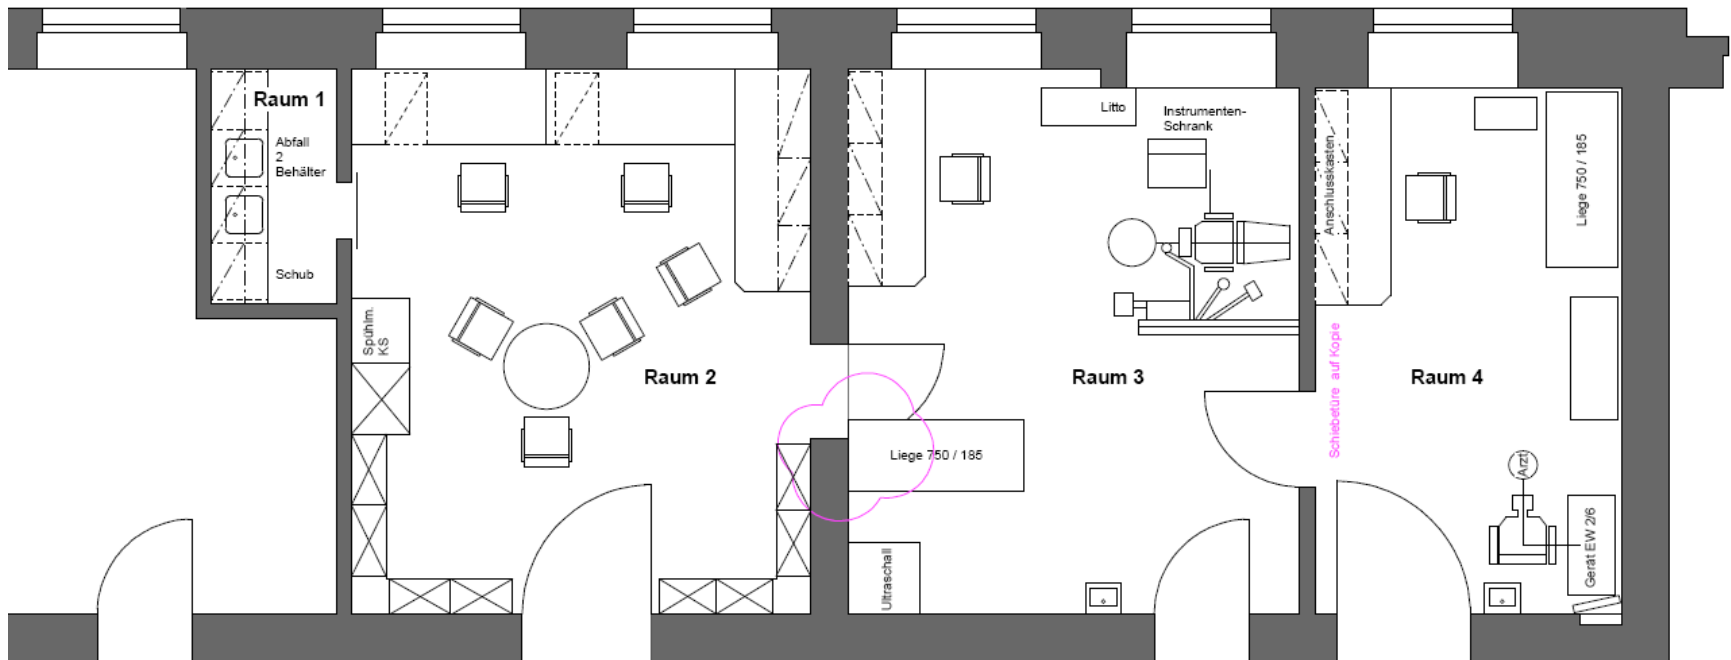 Raum 1
Abfall
2
Behälter
Schub
Spühlm.
KS
Raum 2
Litto
Instrumenten-
Schrank
Raum 3
Liege 750 / 185
Ultraschall
Anschlusskasten
Liege 750 / 185
Schiebetüre auf Kopie
Raum 4
Arzt
Gerät EW 2/6